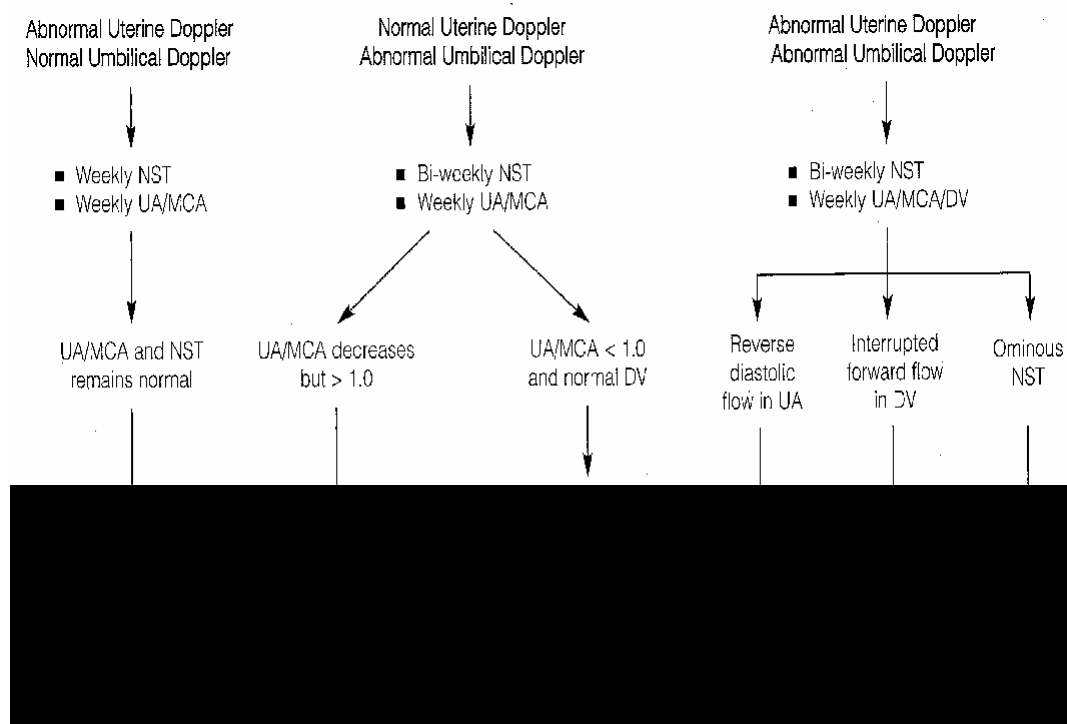 Abnormal Uterine Doppler
Normal Umbilical Doppler
Normal Uterine Doppler
Abnormal Umbilical Doppler
Abnormal Uterine Doppler
Abnormal Umbilical Doppler
■ Weekly NST
■ Weekly UA/MCA
■ Bi-weekly NST
■ Weekly UA/MCA
■ Bi-weekly NST
■ Weekly UA/MCA/DV
UA/MCA and NST
remains normal
UA/MCA decreases
but > 1.0
UA/MCA < 1.0
and normal DV
Reverse
diastolic
flow in UA
Interrupted
forward flow
in DV
Ominous
NST